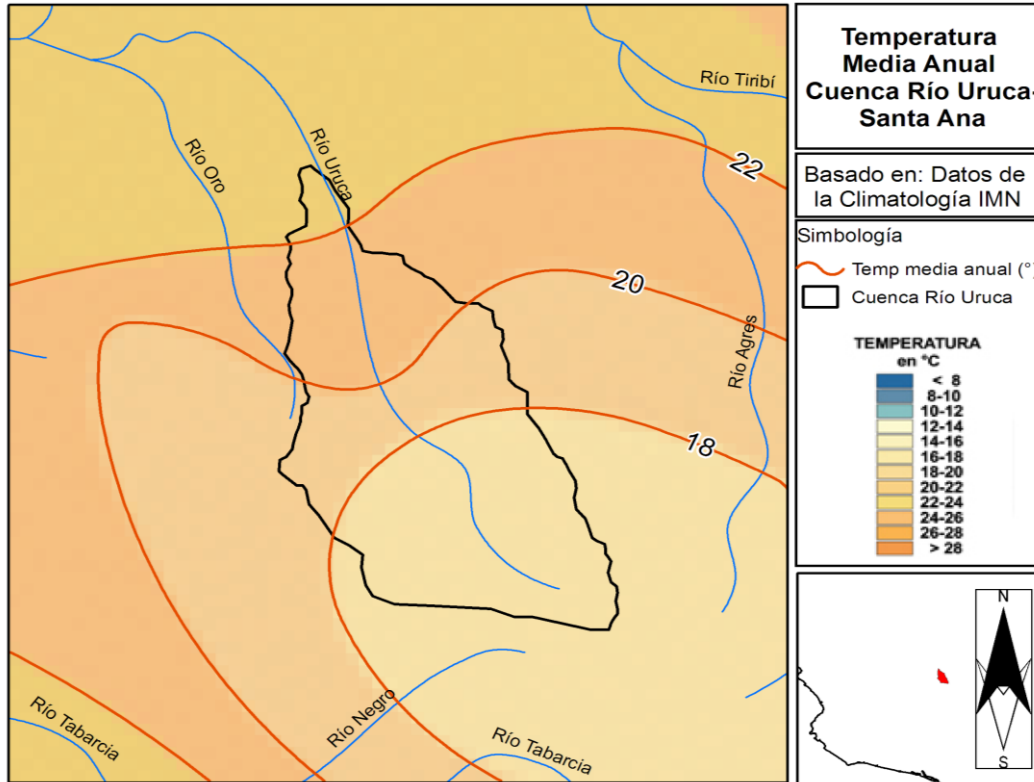 Temperatura
Media Anual
Cuenca Río Uruca-
Santa Ana
Basado en: Datos de
la Climatología IMN
Simbología
Temp media anual (°)
Cuenca Río Uruca
TEMPERATURA
en °C
< 8
8-10
10-12
12-14
14-16
16-18
18-20
20-22
22-24
24-26
26-28
> 28
N
S
Río Tiribí
Río Uruca
Río Oro
22
20
Río Agres
18
Río Negro
Río Tabarcia
Río Tabarcia